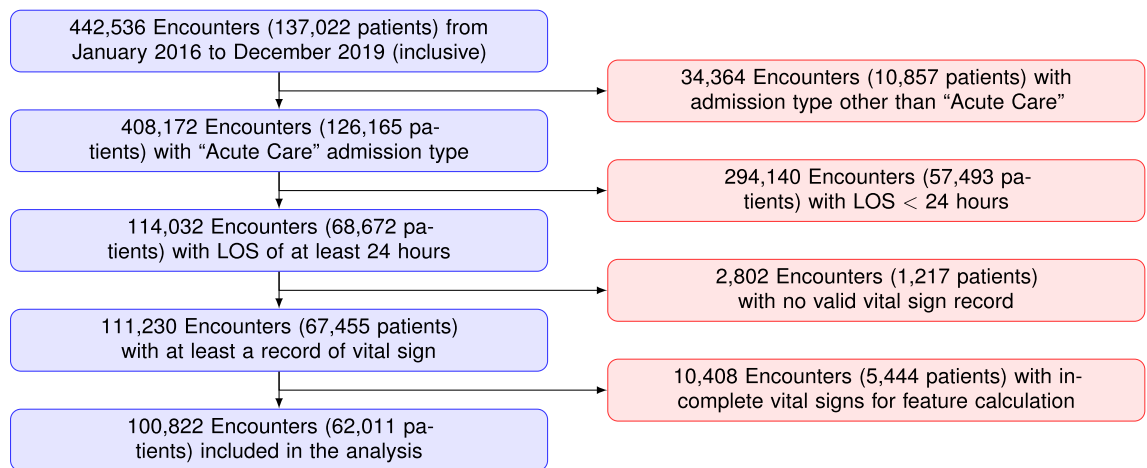 442,536 Encounters (137,022 patients) from
January 2016 to December 2019 (inclusive)
34,364 Encounters (10,857 patients) with
admission type other than “Acute Care”
408,172 Encounters (126,165 pa-
tients) with “Acute Care” admission type
294,140 Encounters (57,493 pa-
tients) with LOS < 24 hours
114,032 Encounters (68,672 pa-
tients) with LOS of at least 24 hours
2,802 Encounters (1,217 patients)
with no valid vital sign record
111,230 Encounters (67,455 patients)
with at least a record of vital sign
10,408 Encounters (5,444 patients) with in-
complete vital signs for feature calculation
100,822 Encounters (62,011 pa-
tients) included in the analysis